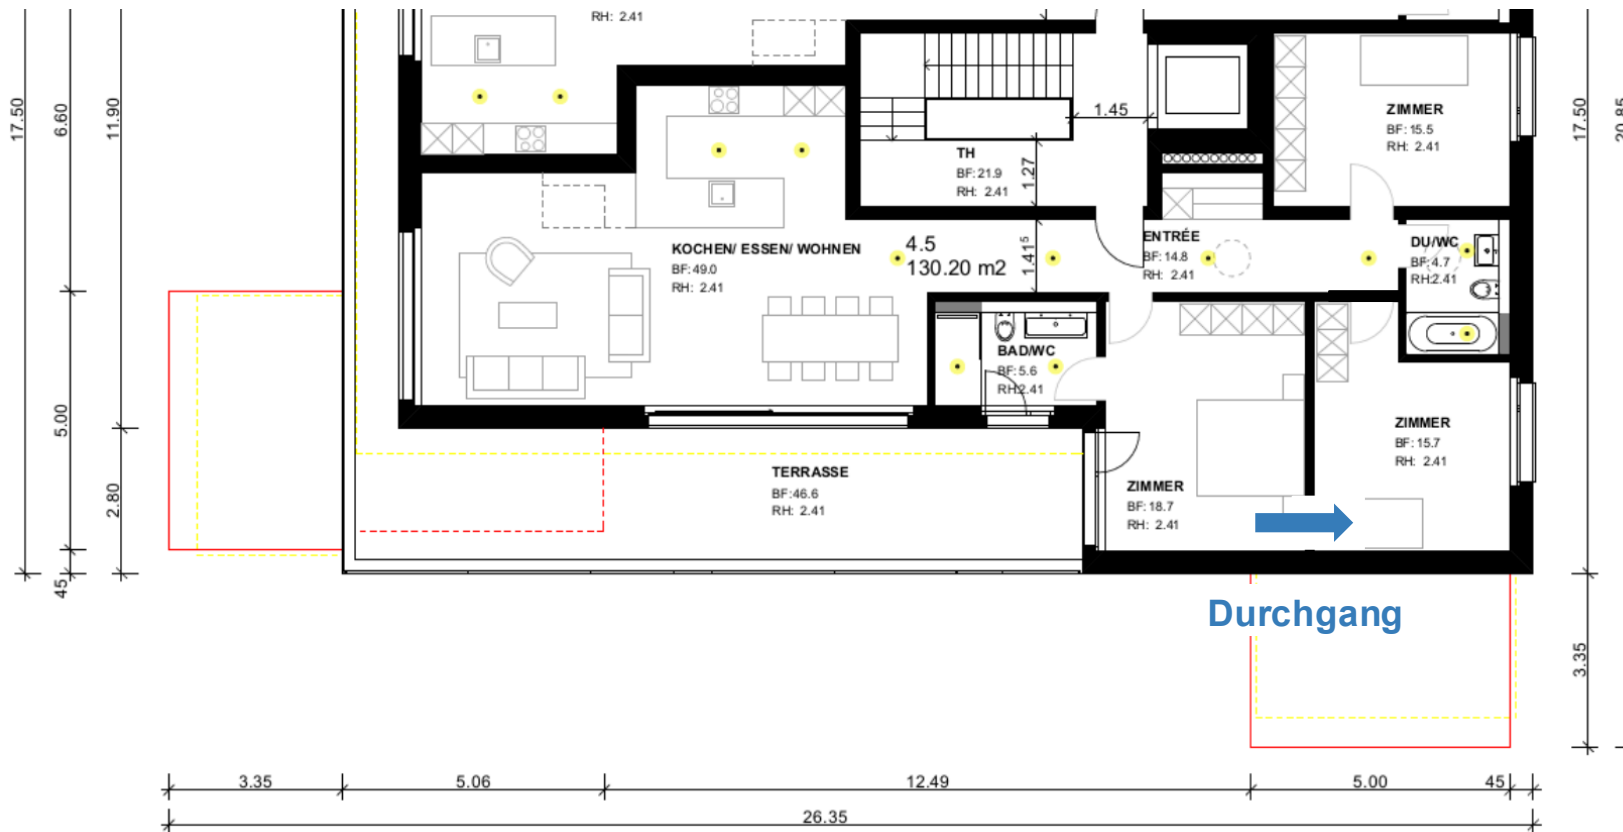 RH: 2.41
17.50
6.60
11.90
1.45
ZIMMER
BF: 15.5
RH: 2.41
17.50
TH
BF: 21.9
RH: 2.41
1.27
KOCHEN/ ESSEN/ WOHNEN
BF: 49.0
RH: 2.41
4.5
130.20 m2
1.41⁵
ENTRÉE
BF: 14.8
RH: 2.41
DU/WC
BF: 4.7
RH:2.41
BAD/WC
BF: 5.6
RH:2.41
5.00
2.80
45
TERRASSE
BF: 46.6
RH: 2.41
ZIMMER
BF: 18.7
RH: 2.41
ZIMMER
BF: 15.7
RH: 2.41
Durchgang
3.35
3.35
5.06
12.49
5.00
45
26.35